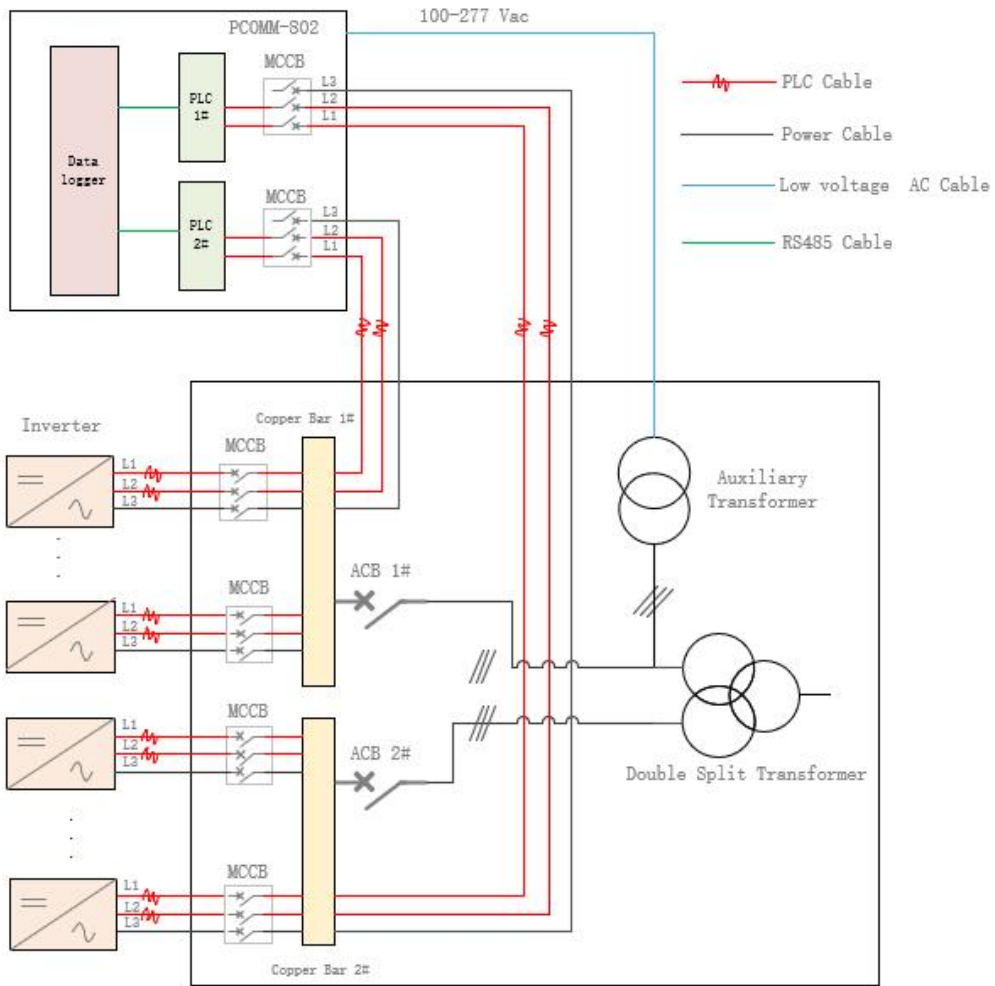 100-277 Vac
PCOMM-S02
MCCB
L3
L2
L1
PLC
1#
Data
logger
PLC
2#
MCCB
L3
L2
L1
PLC Cable
Power Cable
Low voltage AC Cable
RS485 Cable
Inverter
Copper Bar 1#
MCCB
L1
L2
L3
Auxiliary
Transformer
ACB 1#
MCCB
L1
L2
L3
MCCB
L1
L2
L3
ACB 2#
Double Split Transformer
MCCB
L1
L2
L3
Copper Bar 2#